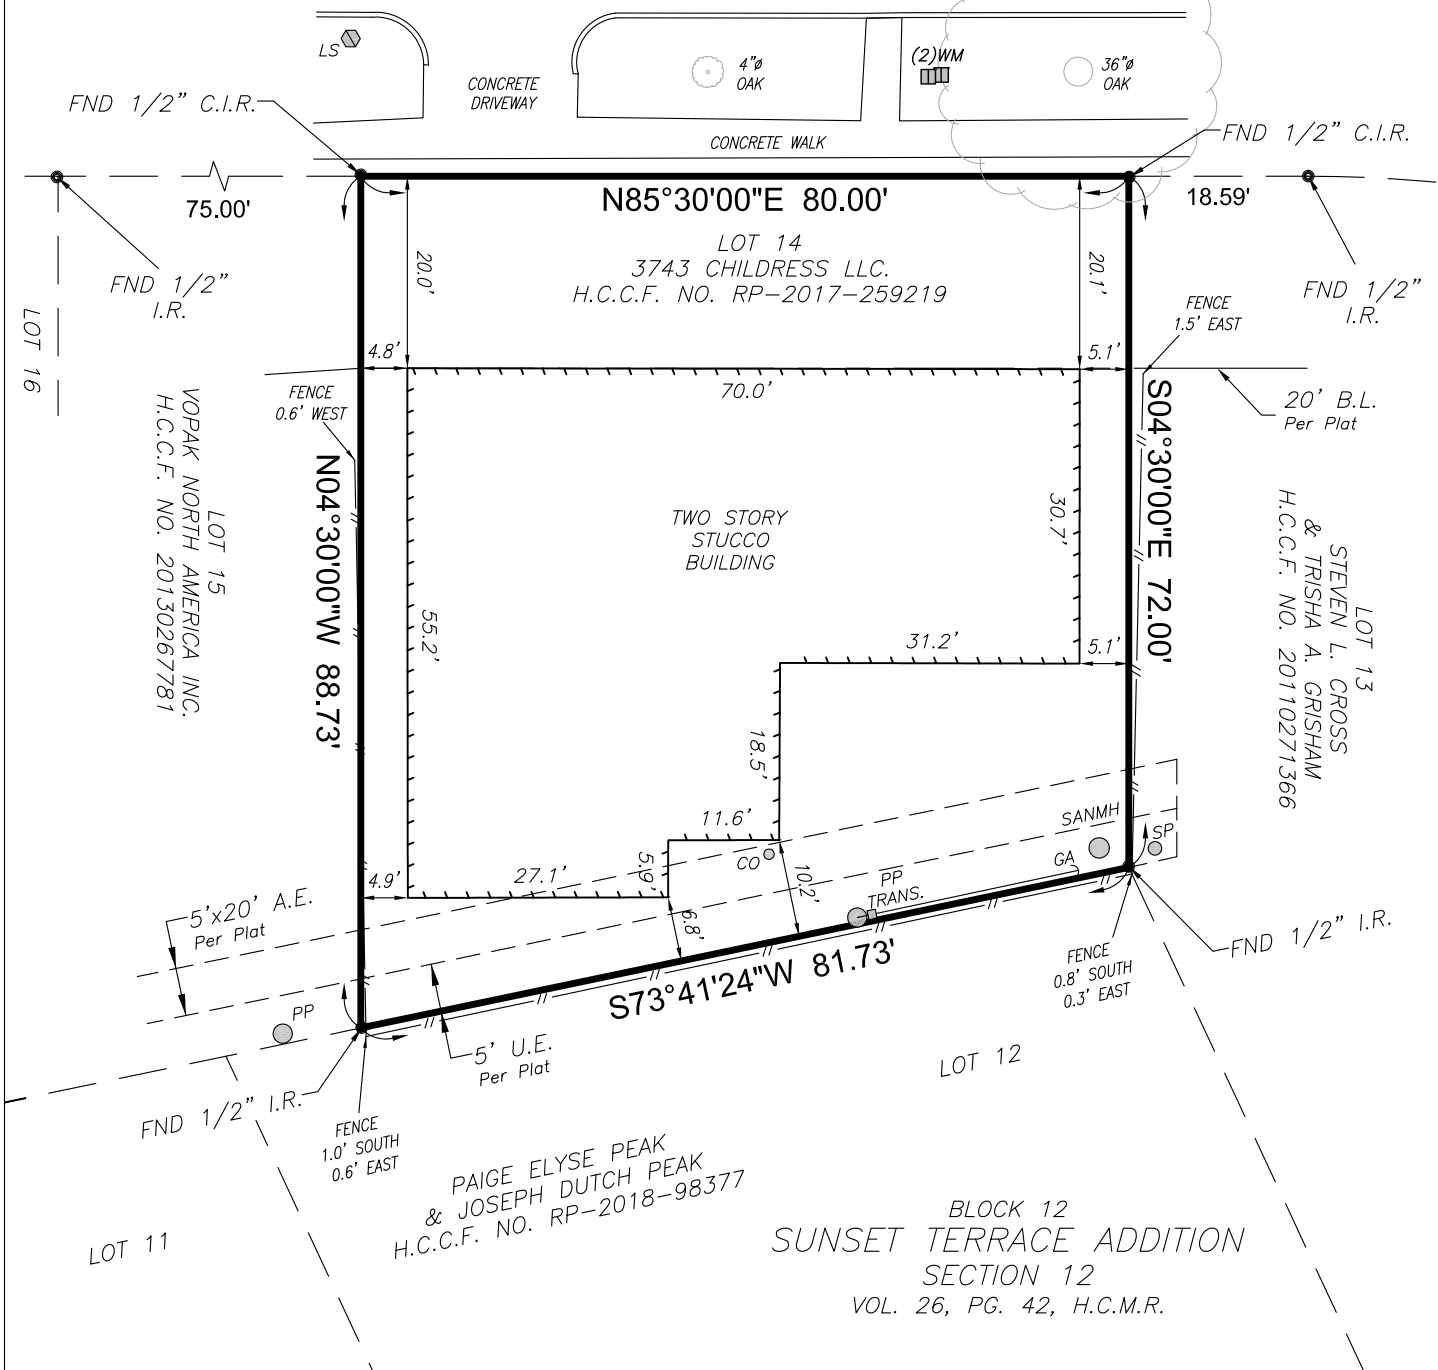 LS
CONCRETE
DRIVEWAY
4"ø
OAK
(2)WM
36"ø
OAK
FND 1/2" C.I.R.
CONCRETE WALK
FND 1/2" C.I.R.
75.00'
N85°30'00"E 80.00'
18.59'
LOT 14
3743 CHILDRESS LLC.
H.C.C.F. NO. RP-2017-259219
20.0'
20.1'
FND 1/2"
I.R.
FND 1/2"
I.R.
LOT 16
FENCE
1.5' EAST
4.8'
5.1'
70.0'
FENCE
0.6' WEST
20' B.L.
Per Plat
LOT 15
VOPAK NORTH AMERICA INC.
H.C.C.F. NO. 20130267781
N04°30'00"W 88.73'
S04°30'00"E 72.00'
TWO STORY
STUCCO
BUILDING
30.7'
55.2'
LOT 13
STEVEN L. CROSS
& TRISHA A. GRISHAM
H.C.C.F. NO. 20110271366
31.2'
5.1'
18.5'
11.6'
SANMH
SP
CO
GA
5.9'
10.2'
PP
TRANS.
4.9'
27.1'
6.8'
5'x20' A.E.
Per Plat
S73°41'24"W 81.73'
FND 1/2" I.R.
FENCE
0.8' SOUTH
0.3' EAST
PP
5' U.E.
Per Plat
LOT 12
FND 1/2" I.R.
FENCE
1.0' SOUTH
0.6' EAST
PAIGE ELYSE PEAK
& JOSEPH DUTCH PEAK
H.C.C.F. NO. RP-2018-98377
LOT 11
BLOCK 12
SUNSET TERRACE ADDITION
SECTION 12
VOL. 26, PG. 42, H.C.M.R.